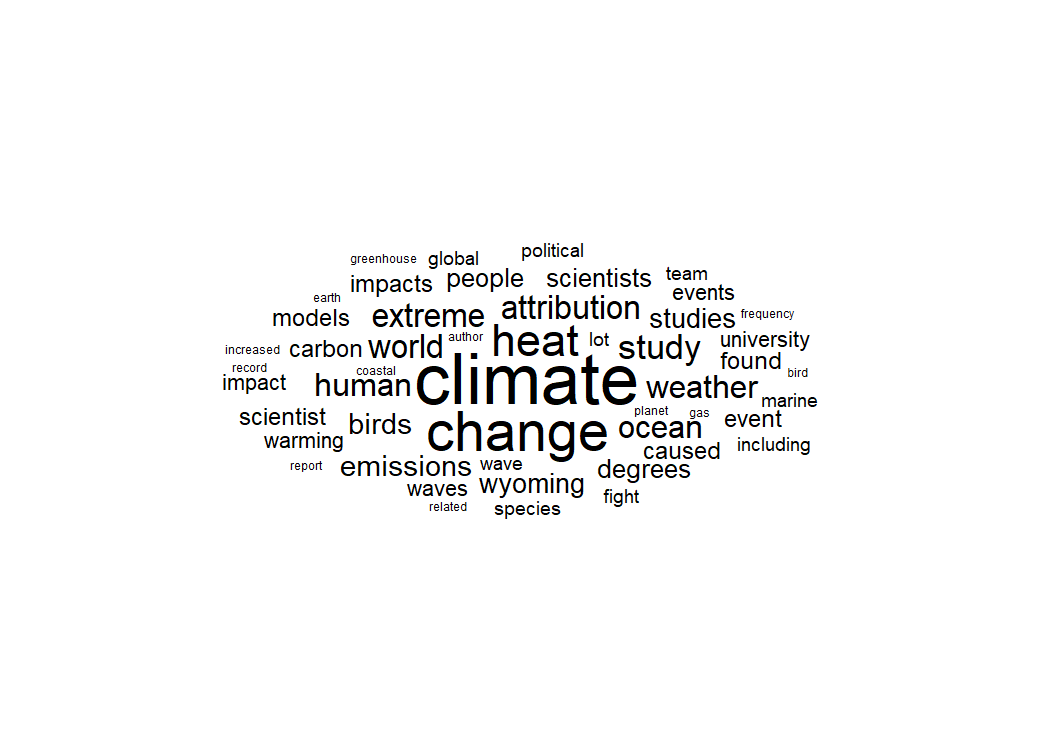 political
greenhouse global
impacts people scientists team
earth events
models extreme attribution studies frequency
increased carbon world author heat lot study university
record found
impact human coastal climate weather bird
marine
scientist birds change ocean planet gas event
warming caused including
report emissions wave degrees
waves wyoming fight
related species